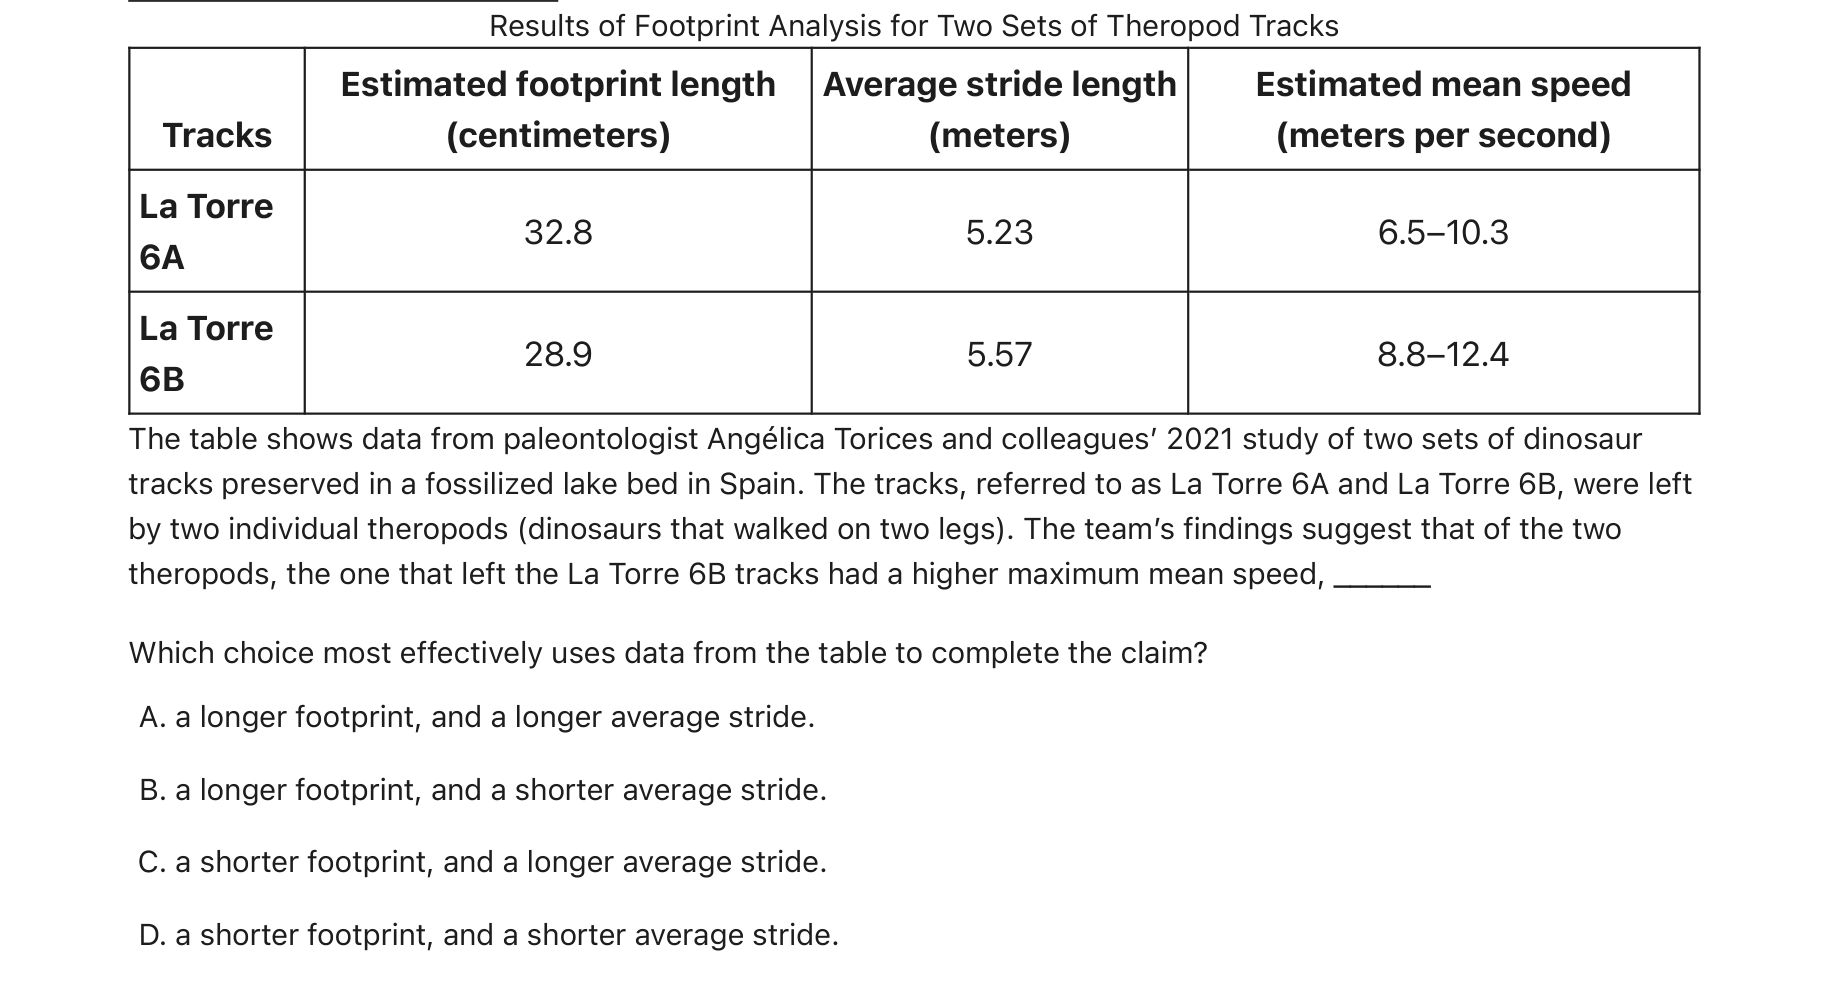 Results of Footprint Analysis for Two Sets of Theropod Tracks
Tracks
Estimated footprint length
(centimeters)
Average stride length
(meters)
Estimated mean speed
(meters per second)
La Torre
6A
32.8
5.23
6.5–10.3
La Torre
6B
28.9
5.57
8.8–12.4
The table shows data from paleontologist Angélica Torices and colleagues’ 2021 study of two sets of dinosaur
tracks preserved in a fossilized lake bed in Spain. The tracks, referred to as La Torre 6A and La Torre 6B, were left
by two individual theropods (dinosaurs that walked on two legs). The team’s findings suggest that of the two
theropods, the one that left the La Torre 6B tracks had a higher maximum mean speed, ______
Which choice most effectively uses data from the table to complete the claim?
A. a longer footprint, and a longer average stride.
B. a longer footprint, and a shorter average stride.
C. a shorter footprint, and a longer average stride.
D. a shorter footprint, and a shorter average stride.